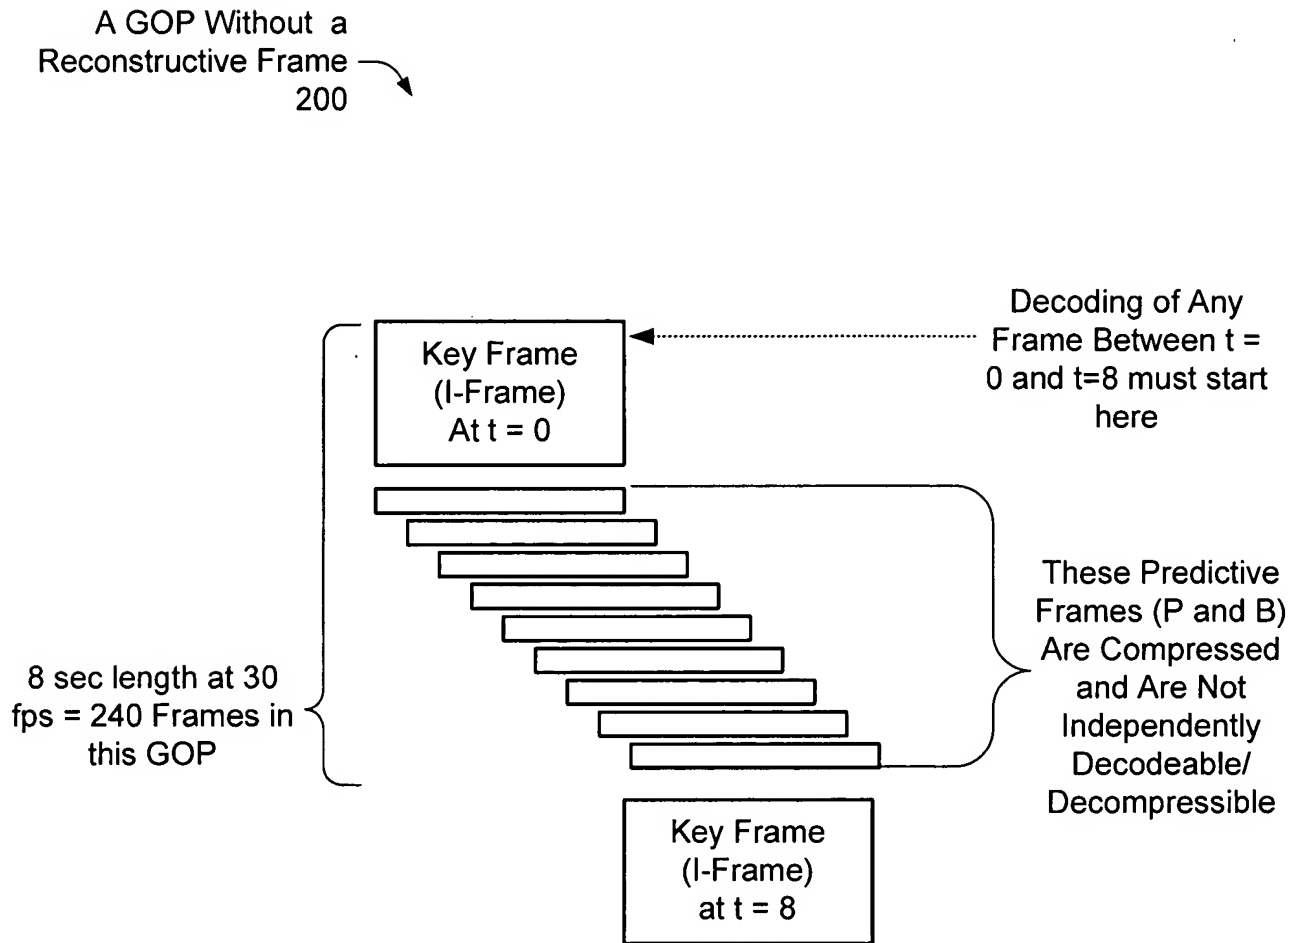 A GOP Without a
Reconstructive Frame
200
Decoding of Any
Frame Between t =
0 and t=8 must start
here
Key Frame
(I-Frame)
At t = 0
These Predictive
Frames (P and B)
Are Compressed
and Are Not
Independently
Decodeable/
Decompressible
8 sec length at 30
fps = 240 Frames in
this GOP
Key Frame
(I-Frame)
at t = 8